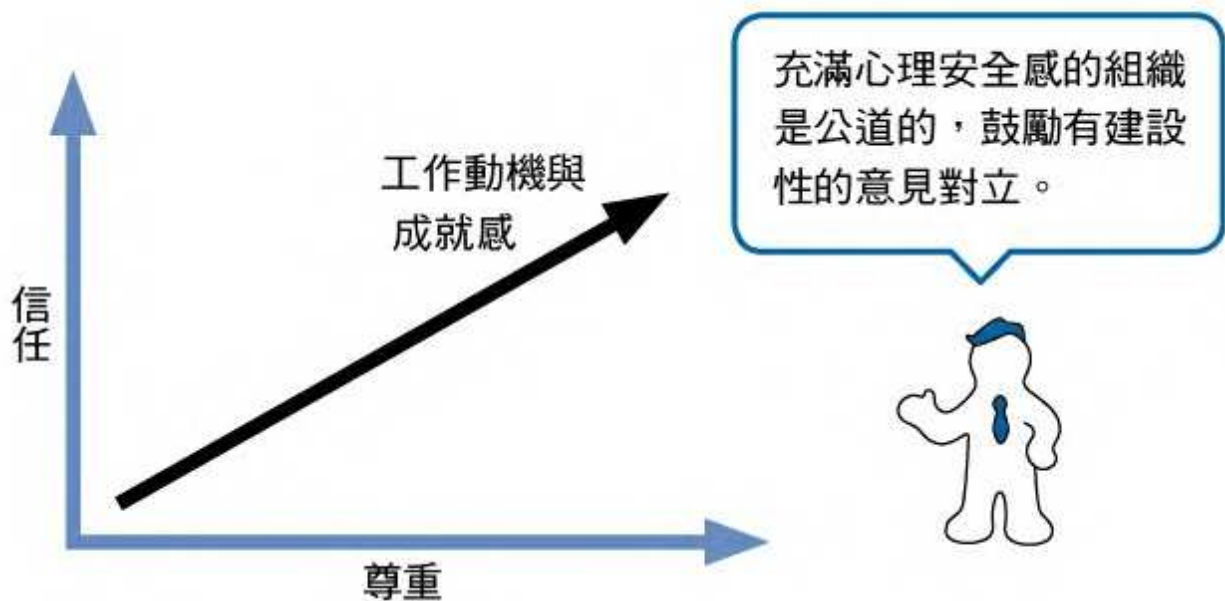 充滿心理安全感的組織
是公道的，鼓勵有建設
性的意見對立。
工作動機與
成就感
信任
尊重